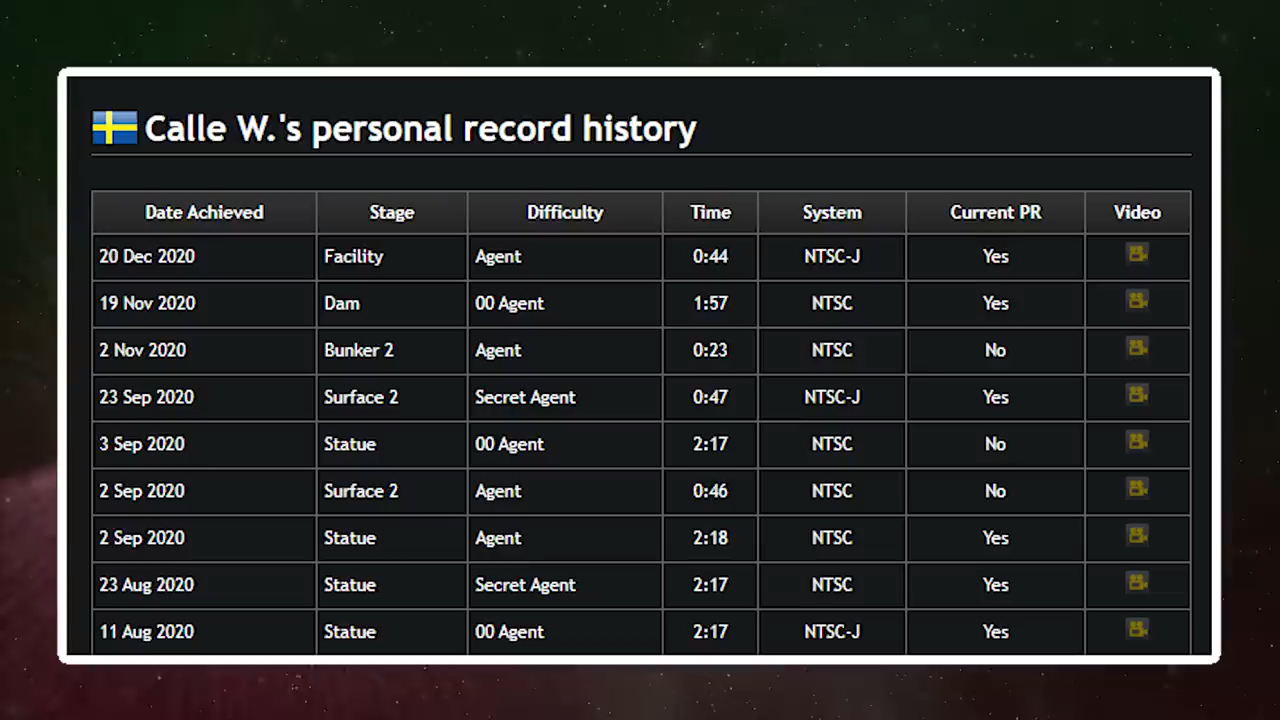 Calle W.'s personal record history
Date Achieved Stage Difficulty Time System Current PR Video
20 Dec 2020 Facility Agent 0:44 NTSC-J Yes
19 Nov 2020 Dam 00 Agent 1:57 NTSC Yes
2 Nov 2020 Bunker 2 Agent 0:23 NTSC No
23 Sep 2020 Surface 2 Secret Agent 0:47 NTSC-J Yes
3 Sep 2020 Statue 00 Agent 2:17 NTSC No
2 Sep 2020 Surface 2 Agent 0:46 NTSC No
2 Sep 2020 Statue Agent 2:18 NTSC Yes
23 Aug 2020 Statue Secret Agent 2:17 NTSC Yes
11 Aug 2020 Statue 00 Agent 2:17 NTSC-J Yes